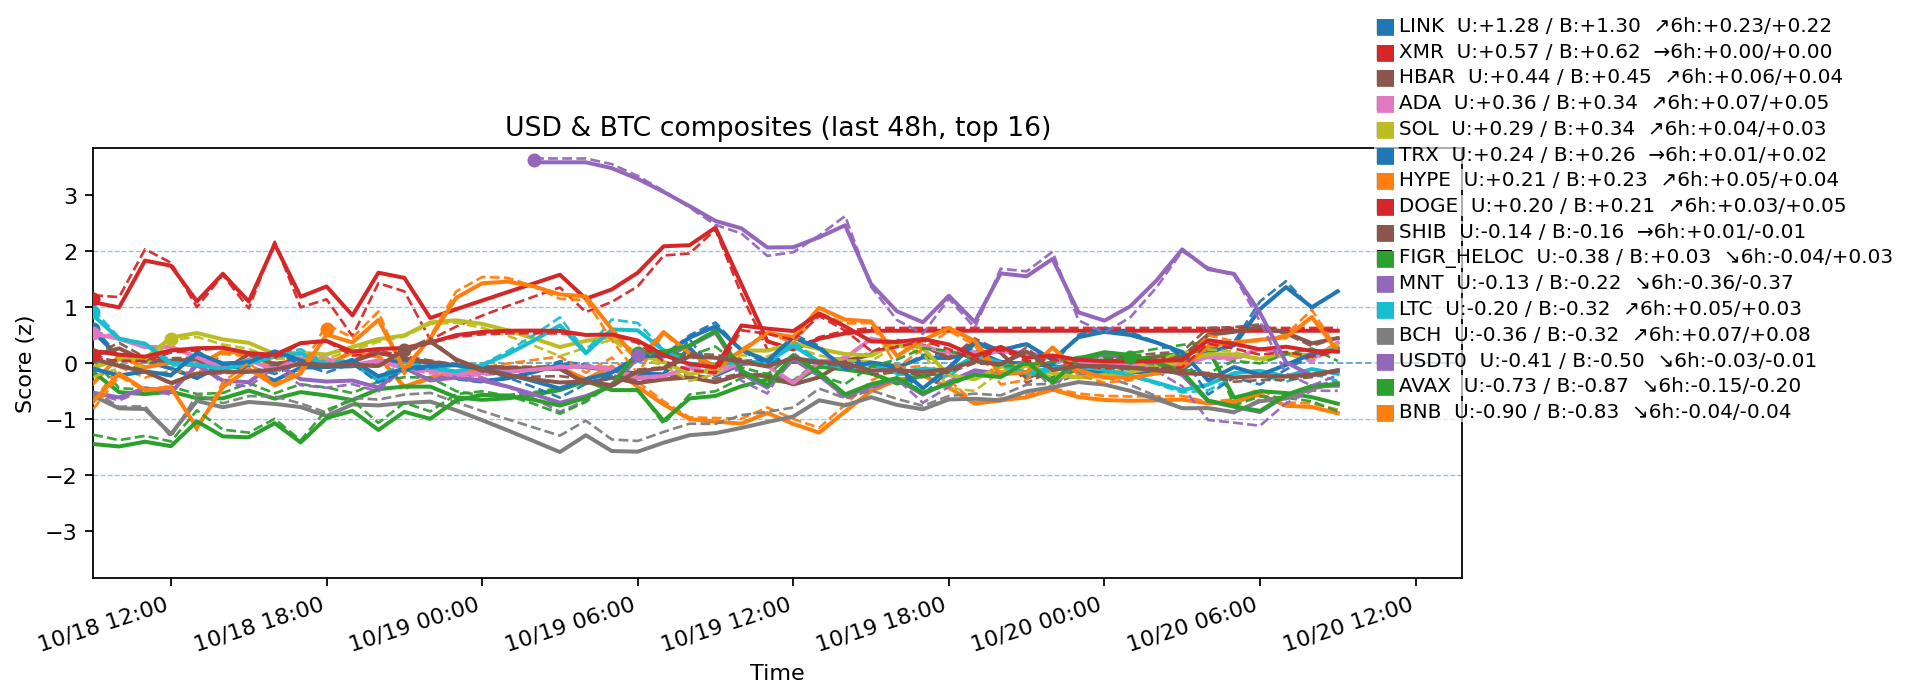 LINK U:+1.28 / B:+1.30 ↗6h:+0.23/+0.22
XMR U:+0.57 / B:+0.62 →6h:+0.00/+0.00
HBAR U:+0.44 / B:+0.45 ↗6h:+0.06/+0.04
ADA U:+0.36 / B:+0.34 ↗6h:+0.07/+0.05
SOL U:+0.29 / B:+0.34 ↗6h:+0.04/+0.03
TRX U:+0.24 / B:+0.26 →6h:+0.01/+0.02
HYPE U:+0.21 / B:+0.23 ↗6h:+0.05/+0.04
DOGE U:+0.20 / B:+0.21 ↗6h:+0.03/+0.05
SHIB U:-0.14 / B:-0.16 →6h:+0.01/-0.01
FIGR_HELOC U:-0.38 / B:+0.03 ↘6h:-0.04/+0.03
MNT U:-0.13 / B:-0.22 ↘6h:-0.36/-0.37
LTC U:-0.20 / B:-0.32 ↗6h:+0.05/+0.03
BCH U:-0.36 / B:-0.32 ↗6h:+0.07/+0.08
USDT0 U:-0.41 / B:-0.50 ↘6h:-0.03/-0.01
AVAX U:-0.73 / B:-0.87 ↘6h:-0.15/-0.20
BNB U:-0.90 / B:-0.83 ↘6h:-0.04/-0.04
USD & BTC composites (last 48h, top 16)
Score (z)
3
2
1
0
−1
−2
−3
10/18 12:00
10/18 18:00
10/19 00:00
10/19 06:00
10/19 12:00
10/19 18:00
10/20 00:00
10/20 06:00
10/20 12:00
Time